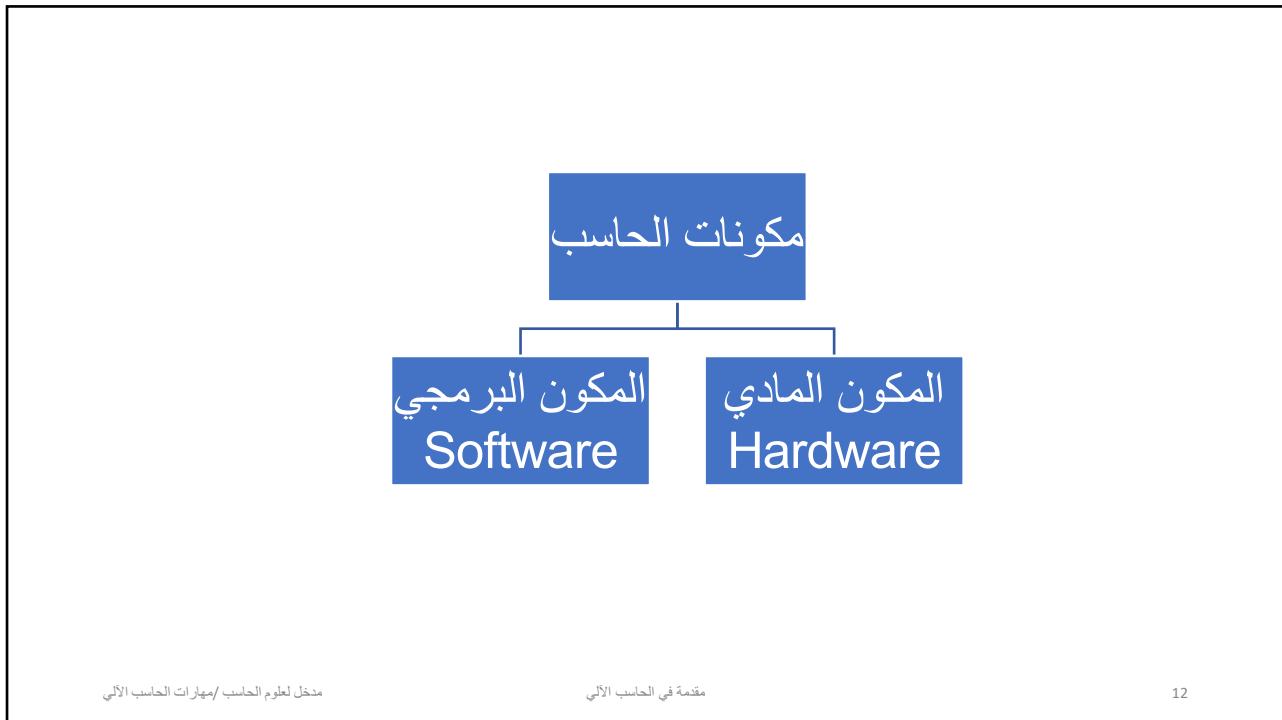 مكونات الحاسب
المكون المادي
Hardware
المكون البرمجي
Software
12
مقدمة في الحاسب الآلي
مدخل لعلوم الحاسب /مهارات الحاسب الآلي